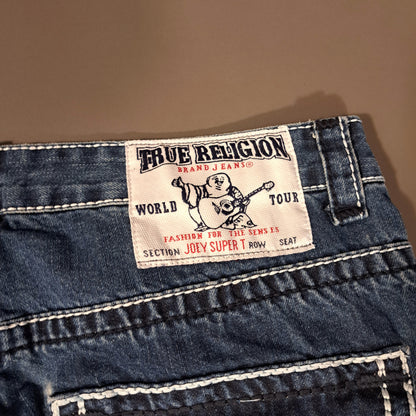 TRUE RELIGION
BRAND JEANS®
WORLD TOUR
FASHION FOR THE SENSES
SECTION JOEY SUPER T ROW SEAT